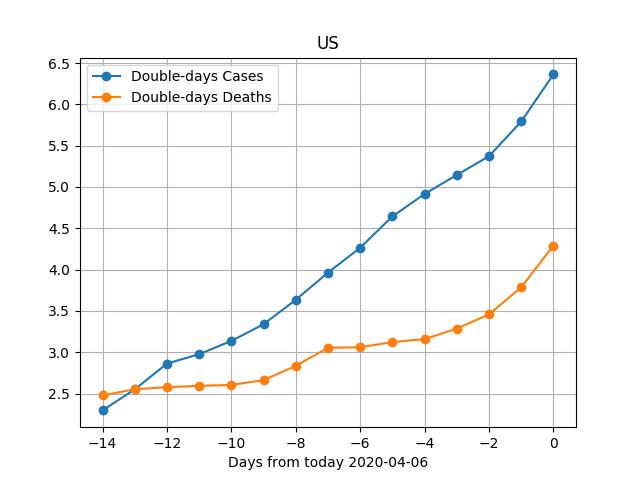 US
Double-days Cases
Double-days Deaths
6.5
6.0
5.5
5.0
4.5
4.0
3.5
3.0
2.5
−14 −12 −10 −8 −6 −4 −2 0
Days from today 2020-04-06